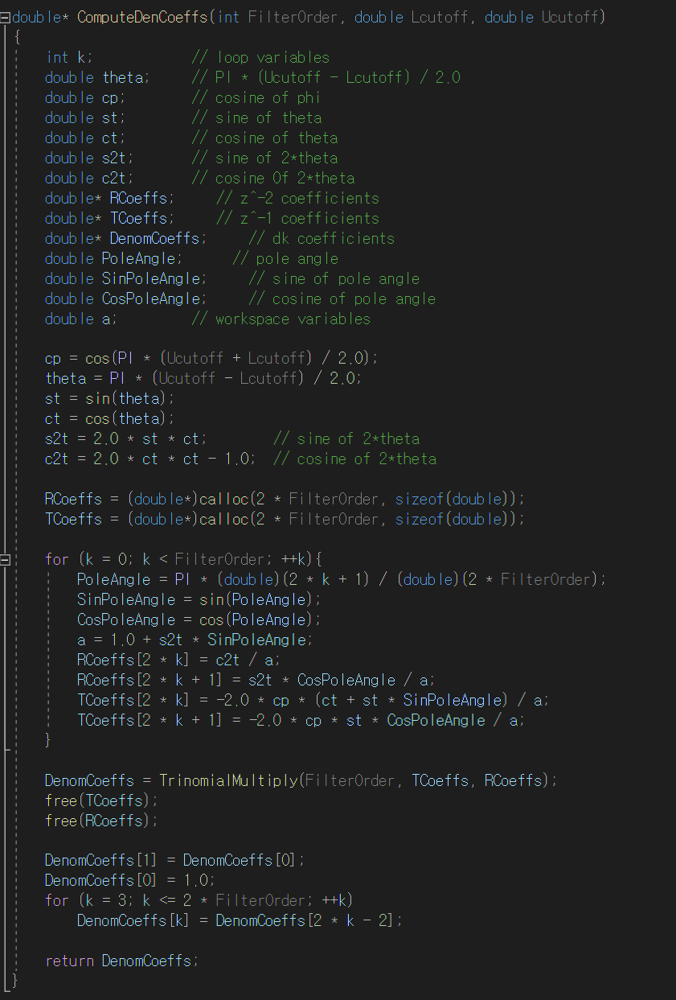 double* ComputeDenCoeffs(int FilterOrder, double Lcutoff, double Ucutoff)
{
    int k;            // loop variables
    double theta;     // PI * (Ucutoff - Lcutoff) / 2.0
    double cp;        // cosine of phi
    double st;        // sine of theta
    double ct;        // cosine of theta
    double s2t;       // sine of 2*theta
    double c2t;       // cosine 0f 2*theta
    double* RCoeffs;     // z^-2 coefficients
    double* TCoeffs;     // z^-1 coefficients
    double* DenomCoeffs;     // dk coefficients
    double PoleAngle;      // pole angle
    double SinPoleAngle;     // sine of pole angle
    double CosPoleAngle;     // cosine of pole angle
    double a;         // workspace variables

    cp = cos(PI * (Ucutoff + Lcutoff) / 2.0);
    theta = PI * (Ucutoff - Lcutoff) / 2.0;
    st = sin(theta);
    ct = cos(theta);
    s2t = 2.0 * st * ct;        // sine of 2*theta
    c2t = 2.0 * ct * ct - 1.0;  // cosine of 2*theta

    RCoeffs = (double*)calloc(2 * FilterOrder, sizeof(double));
    TCoeffs = (double*)calloc(2 * FilterOrder, sizeof(double));

    for (k = 0; k < FilterOrder; ++k){
        PoleAngle = PI * (double)(2 * k + 1) / (double)(2 * FilterOrder);
        SinPoleAngle = sin(PoleAngle);
        CosPoleAngle = cos(PoleAngle);
        a = 1.0 + s2t * SinPoleAngle;
        RCoeffs[2 * k] = c2t / a;
        RCoeffs[2 * k + 1] = s2t * CosPoleAngle / a;
        TCoeffs[2 * k] = -2.0 * cp * (ct + st * SinPoleAngle) / a;
        TCoeffs[2 * k + 1] = -2.0 * cp * st * CosPoleAngle / a;
    }

    DenomCoeffs = TrinomialMultiply(FilterOrder, TCoeffs, RCoeffs);
    free(TCoeffs);
    free(RCoeffs);

    DenomCoeffs[1] = DenomCoeffs[0];
    DenomCoeffs[0] = 1.0;
    for (k = 3; k <= 2 * FilterOrder; ++k)
        DenomCoeffs[k] = DenomCoeffs[2 * k - 2];

    return DenomCoeffs;
}